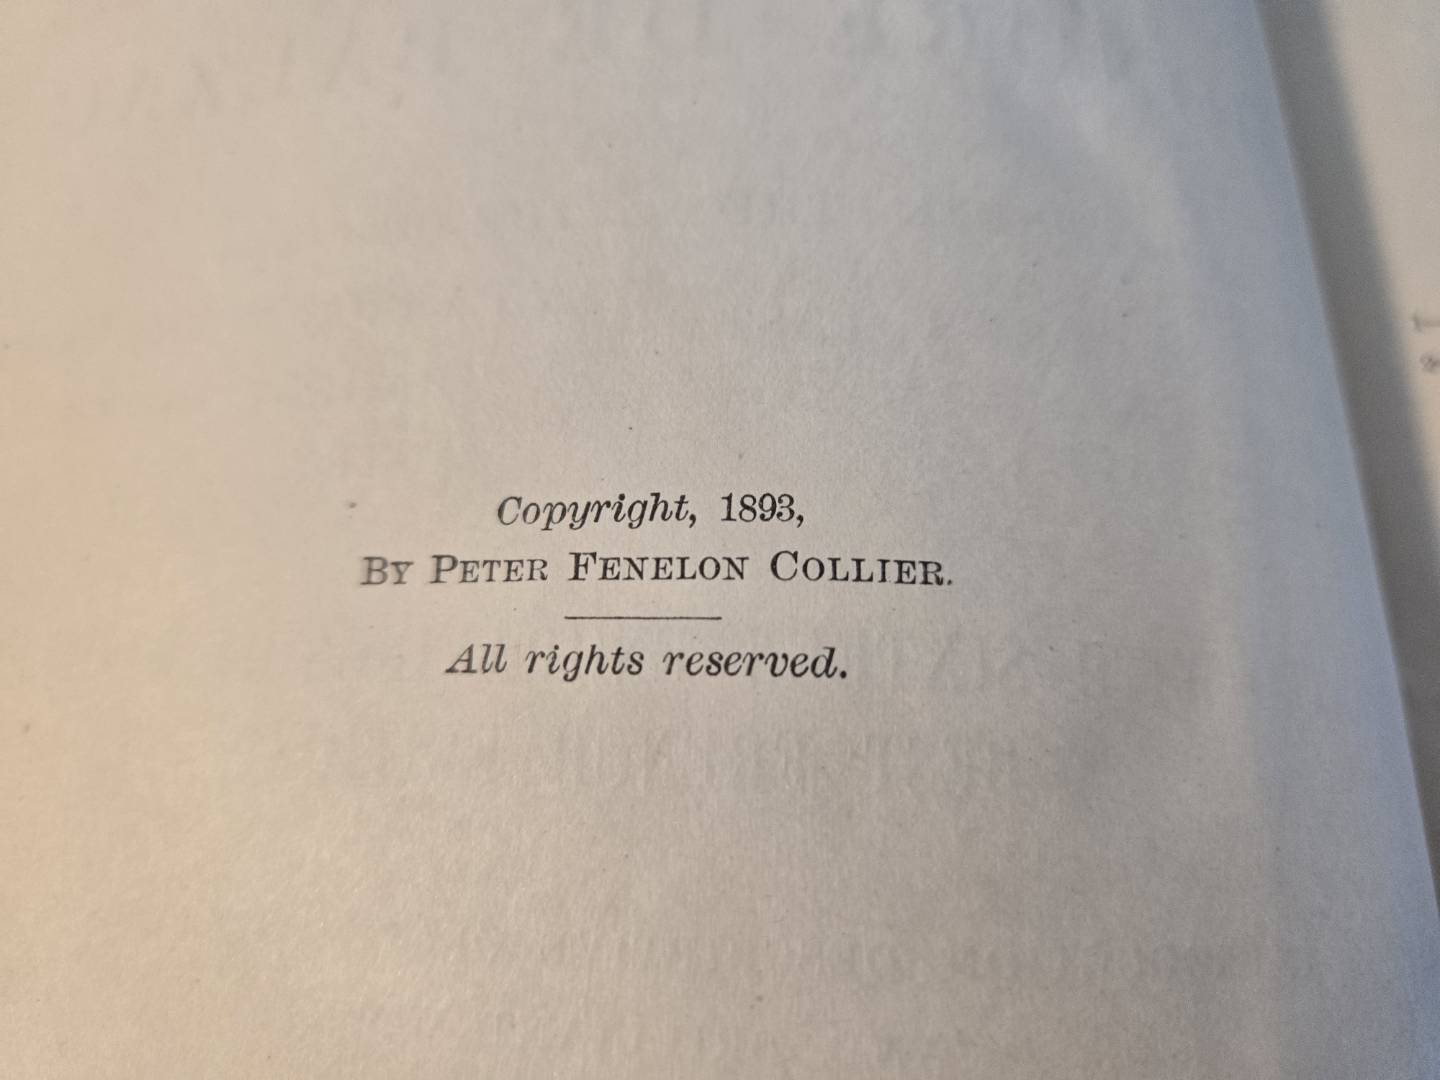 Copyright, 1893,
By Peter Fenelon Collier.
All rights reserved.